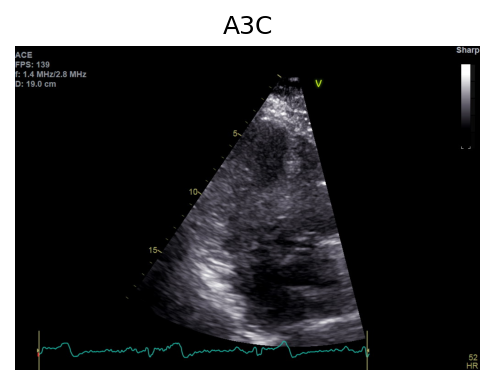 A3C
ACE
FPS: 139
f: 1.4 MHz/2.8 MHz
D: 19.0 cm
Sharp
V
5
10
15
52
HR